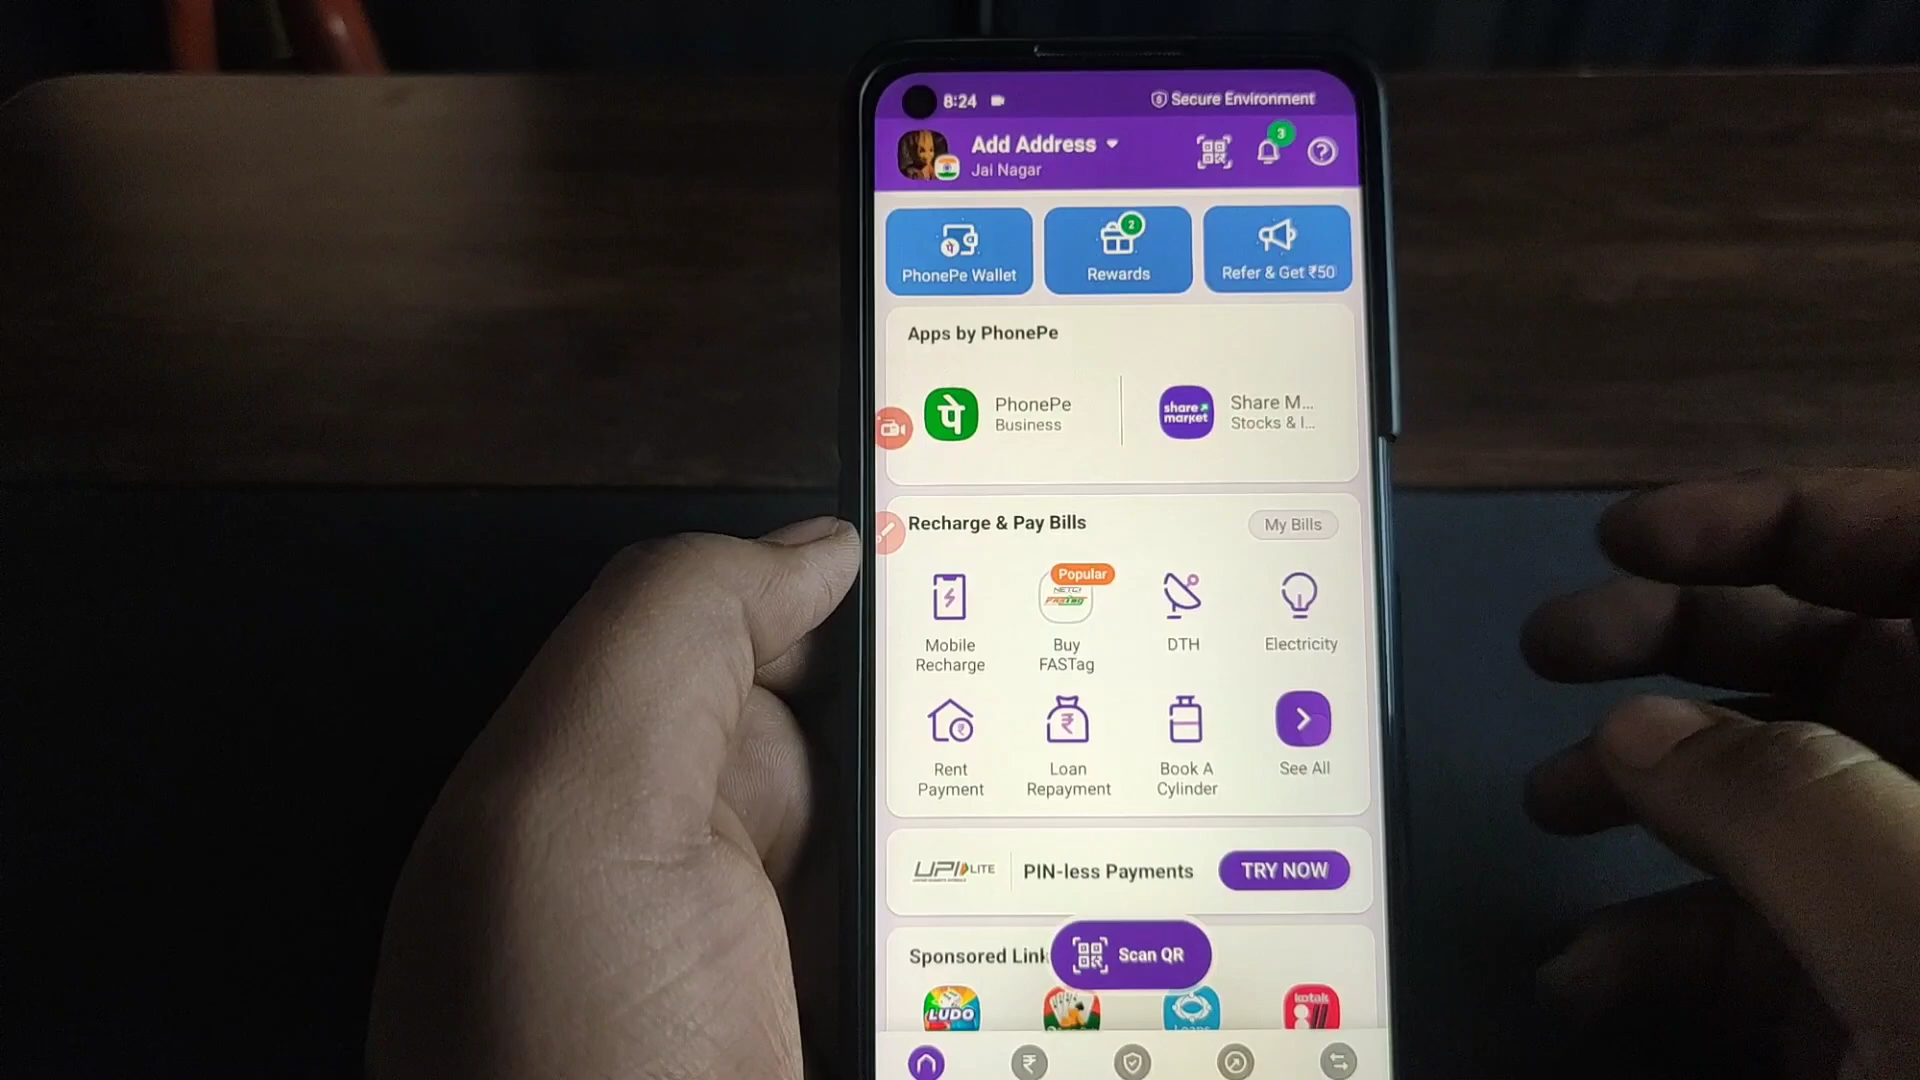 8:24
Secure Environment
Add Address
Jai Nagar
3
PhonePe Wallet
2
Rewards
Refer & Get ₹50
Apps by PhonePe
पे
PhonePe
Business
share
market
Share M...
Stocks & I...
Recharge & Pay Bills
My Bills
Popular
Mobile
Recharge
Buy
FASTag
DTH
Electricity
Rent
Payment
Loan
Repayment
Book A
Cylinder
See All
UPI LITE
PIN-less Payments
TRY NOW
Sponsored Link
Scan QR
LUDO
Loans
kotak